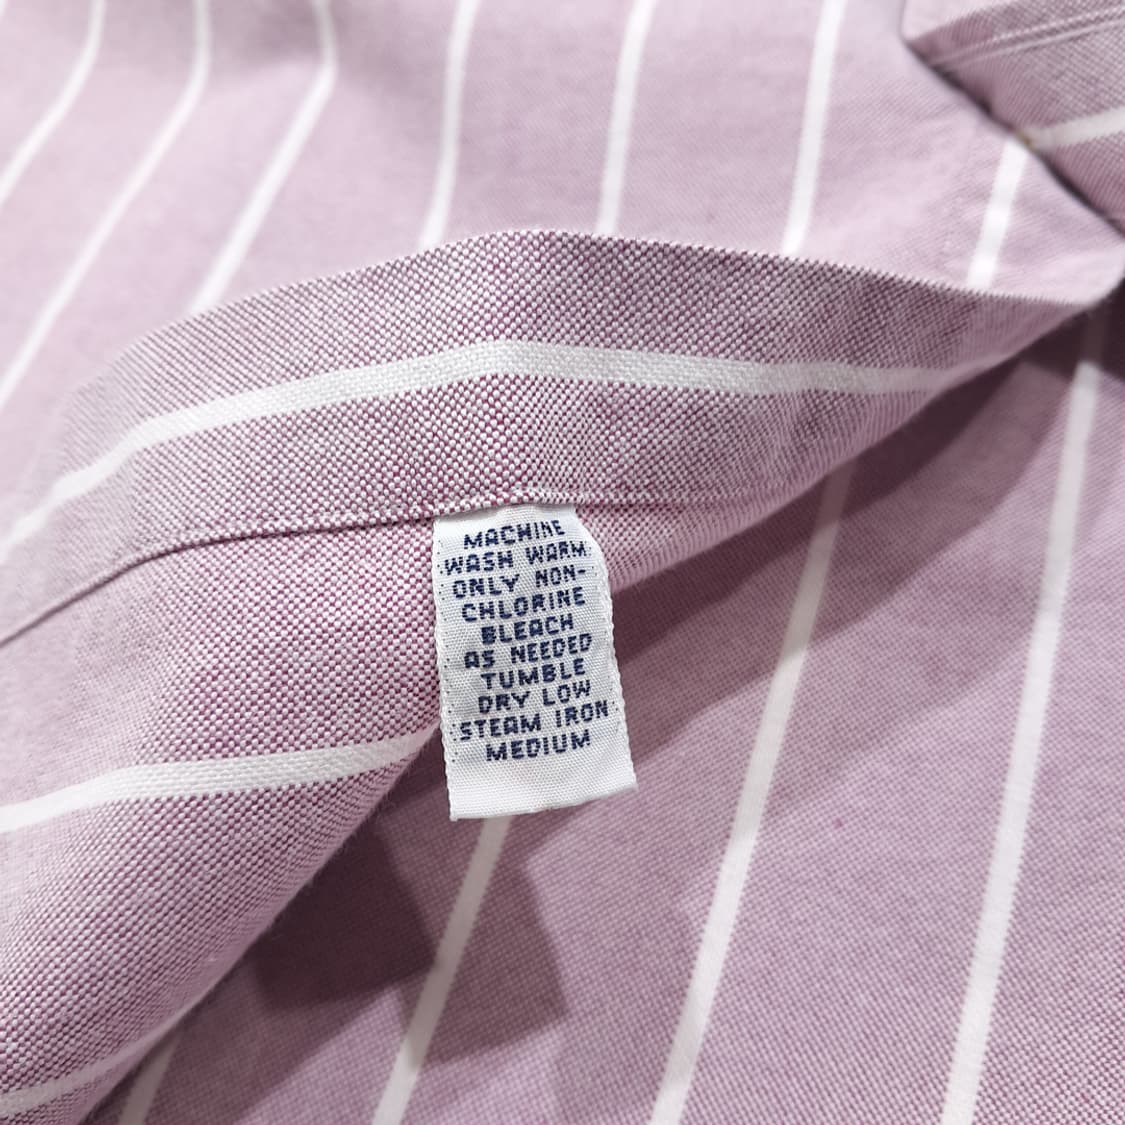 MACHINE
WASH WARM
ONLY NON-
CHLORINE
BLEACH
AS NEEDED
TUMBLE
DRY LOW
STEAM IRON
MEDIUM